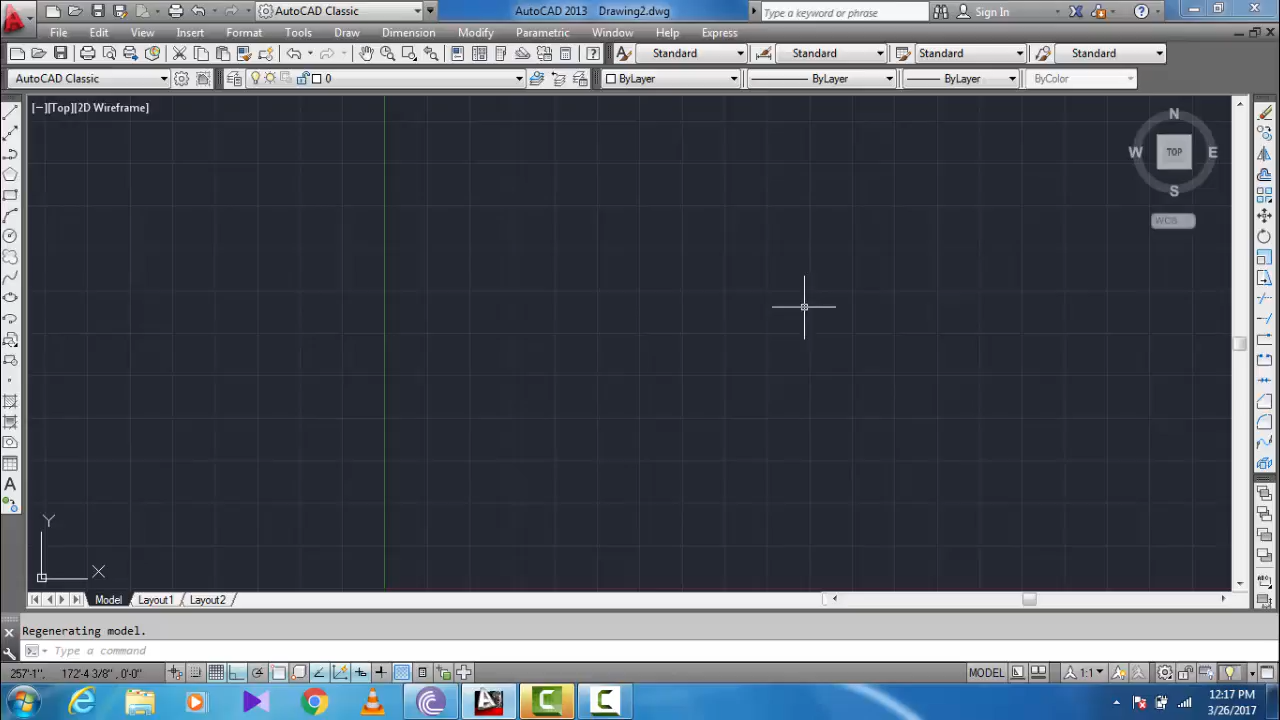 AutoCAD Classic
AutoCAD 2013 Drawing2.dwg
Type a keyword or phrase
Sign In
File Edit View Insert Format Tools Draw Dimension Modify Parametric Window Help Express
Standard Standard Standard Standard
AutoCAD Classic 0 ByLayer ByLayer ByLayer ByColor
[−][Top][2D Wireframe]
N
W TOP E
S
WCS
Y
X
Model Layout1 Layout2
Regenerating model.
Type a command
257'-1", 172'-4 3/8", 0'-0" MODEL 1:1
12:17 PM
3/26/2017